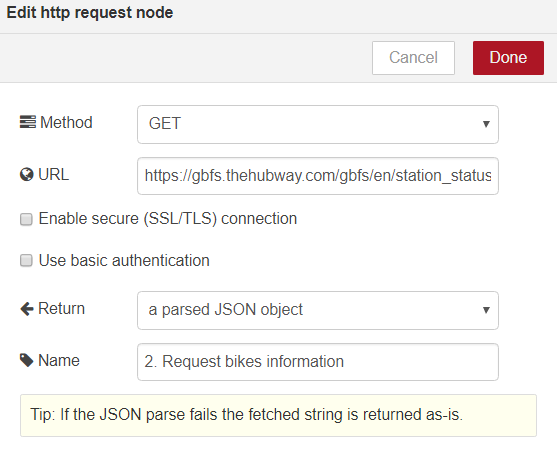 Edit http request node
Cancel Done
Method GET
URL https://gbfs.thehubway.com/gbfs/en/station_status
Enable secure (SSL/TLS) connection
Use basic authentication
Return a parsed JSON object
Name 2. Request bikes information
Tip: If the JSON parse fails the fetched string is returned as-is.